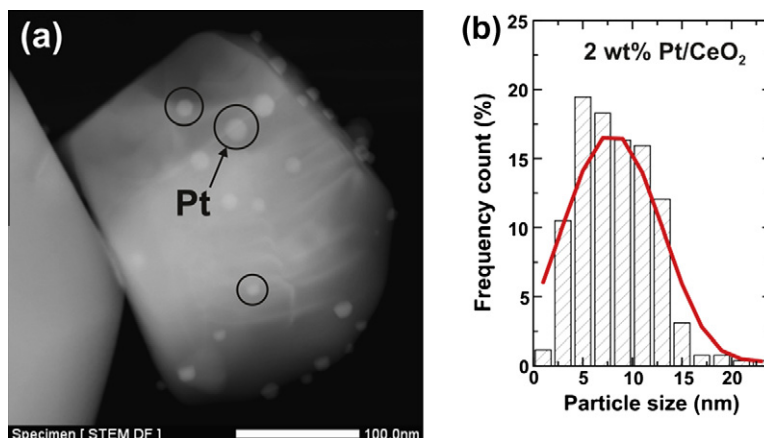 (a)
Pt
Specimen [ STEM DF ]
100.0nm
(b)
2 wt% Pt/CeO₂
Frequency count (%)
25
20
15
10
5
0
0 5 10 15 20
Particle size (nm)